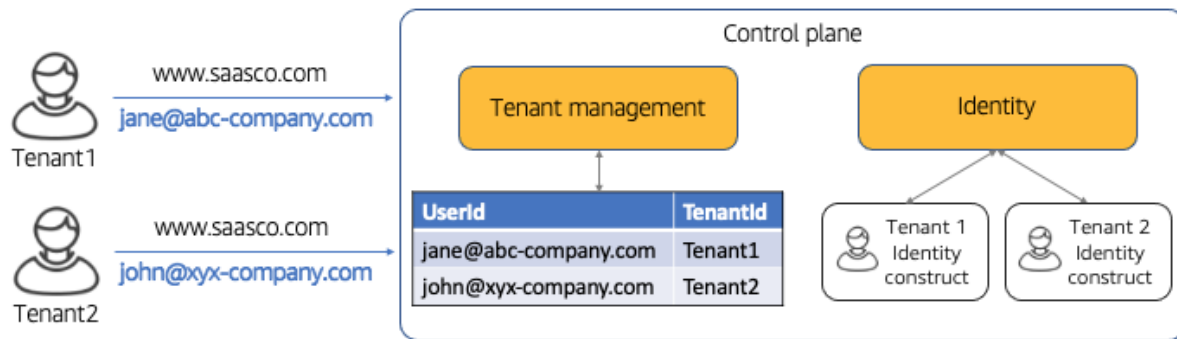 Control plane
www.saasco.com
jane@abc-company.com
Tenant1
www.saasco.com
john@xyx-company.com
Tenant2
Tenant management
UserId TenantId
jane@abc-company.com Tenant1
john@xyx-company.com Tenant2
Identity
Tenant 1
Identity
construct
Tenant 2
Identity
construct